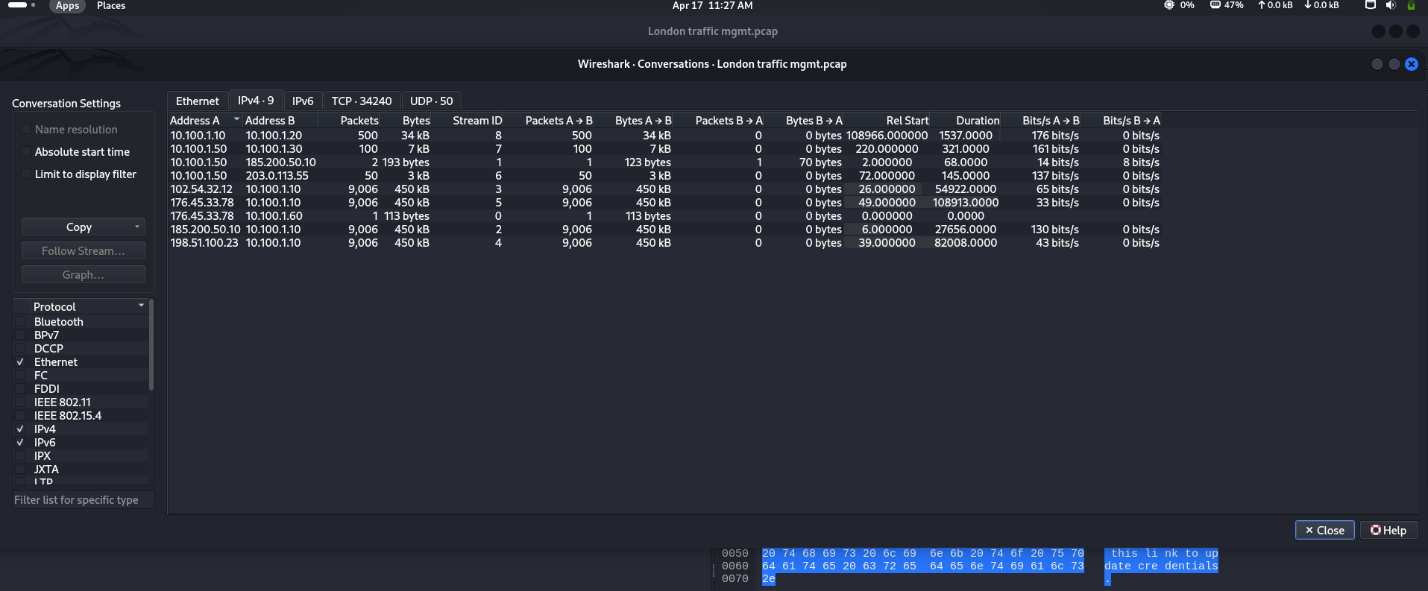 Apps Places Apr 17 11:27 AM 0% 47% ↑0.0 kB ↓0.0 kB
London traffic mgmt.pcap
Wireshark · Conversations · London traffic mgmt.pcap
Conversation Settings
Name resolution
Absolute start time
Limit to display filter
Copy
Follow Stream...
Graph...
Protocol
Bluetooth
BPv7
DCCP
Ethernet
FC
FDDI
IEEE 802.11
IEEE 802.15.4
IPv4
IPv6
IPX
JXTA
LTP
Filter list for specific type
Ethernet IPv4 · 9 IPv6 TCP · 34240 UDP · 50
Address A Address B Packets Bytes Stream ID Packets A → B Bytes A → B Packets B → A Bytes B → A Rel Start Duration Bits/s A → B Bits/s B → A
10.100.1.10 10.100.1.20 500 34 kB 8 500 34 kB 0 0 bytes 108966.000000 1537.0000 176 bits/s 0 bits/s
10.100.1.50 10.100.1.30 100 7 kB 7 100 7 kB 0 0 bytes 220.000000 321.0000 161 bits/s 0 bits/s
10.100.1.50 185.200.50.10 2 193 bytes 1 1 123 bytes 1 70 bytes 2.000000 68.0000 14 bits/s 8 bits/s
10.100.1.50 203.0.113.55 50 3 kB 6 50 3 kB 0 0 bytes 72.000000 145.0000 137 bits/s 0 bits/s
102.54.32.12 10.100.1.10 9,006 450 kB 3 9,006 450 kB 0 0 bytes 26.000000 54922.0000 65 bits/s 0 bits/s
176.45.33.78 10.100.1.10 9,006 450 kB 5 9,006 450 kB 0 0 bytes 49.000000 108913.0000 33 bits/s 0 bits/s
176.45.33.78 10.100.1.60 1 113 bytes 0 1 113 bytes 0 0 bytes 0.000000 0.0000
185.200.50.10 10.100.1.10 9,006 450 kB 2 9,006 450 kB 0 0 bytes 6.000000 27656.0000 130 bits/s 0 bits/s
198.51.100.23 10.100.1.10 9,006 450 kB 4 9,006 450 kB 0 0 bytes 39.000000 82008.0000 43 bits/s 0 bits/s
Close Help
0050 20 74 68 69 73 20 6c 69 6e 6b 20 74 6f 20 75 70 this li nk to up
0060 64 61 74 65 20 63 72 65 64 65 6e 74 69 61 6c 73 date cre dentials
0070 2e .